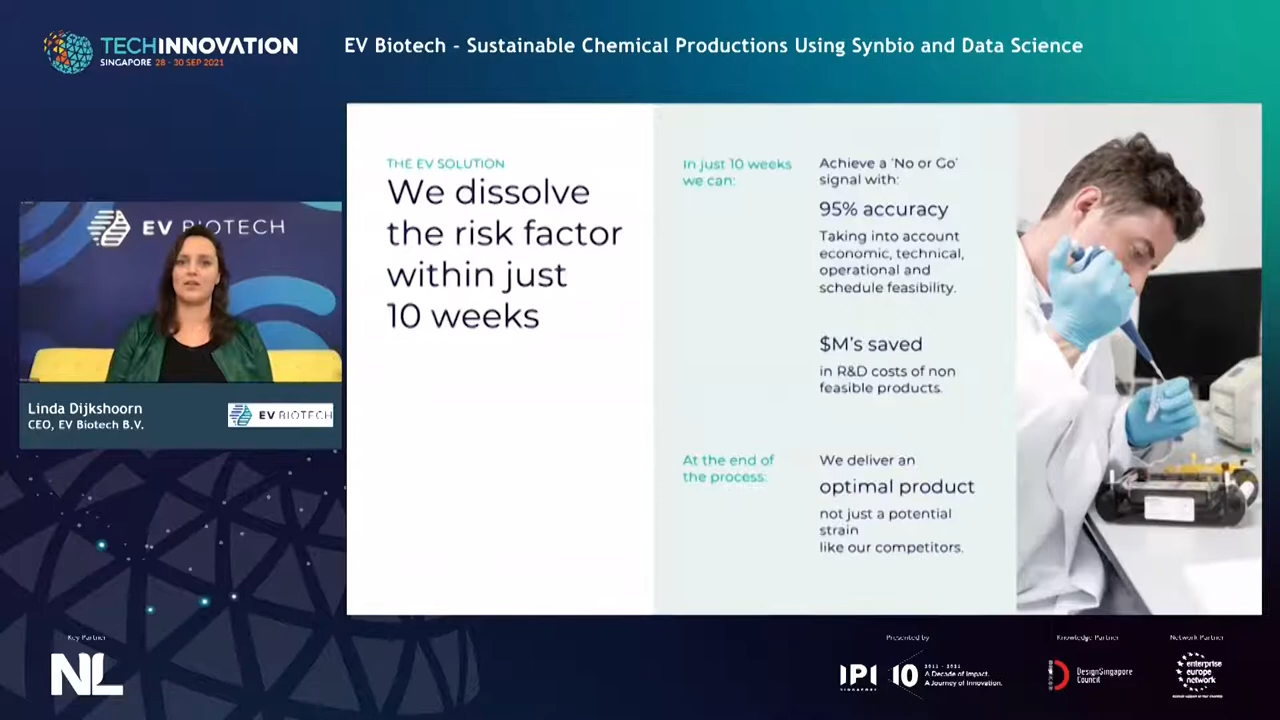 TECHINNOVATION
SINGAPORE 28 - 30 SEP 2021
EV Biotech - Sustainable Chemical Productions Using Synbio and Data Science
EV BIOTECH
Linda Dijkshoorn
CEO, EV Biotech B.V.
EV BIOTECH
THE EV SOLUTION
We dissolve
the risk factor
within just
10 weeks
In just 10 weeks
we can:
Achieve a 'No or Go'
signal with:
95% accuracy
Taking into account
economic, technical,
operational and
schedule feasibility.
$M's saved
in R&D costs of non
feasible products.
At the end of
the process:
We deliver an
optimal product
not just a potential
strain
like our competitors.
Key Partner
NL
Presented by
IPI
SINGAPORE
10
2011 - 2021
A Decade of Impact.
A Journey of Innovation.
Knowledge Partner
DesignSingapore
Council
Network Partner
enterprise
europe
network